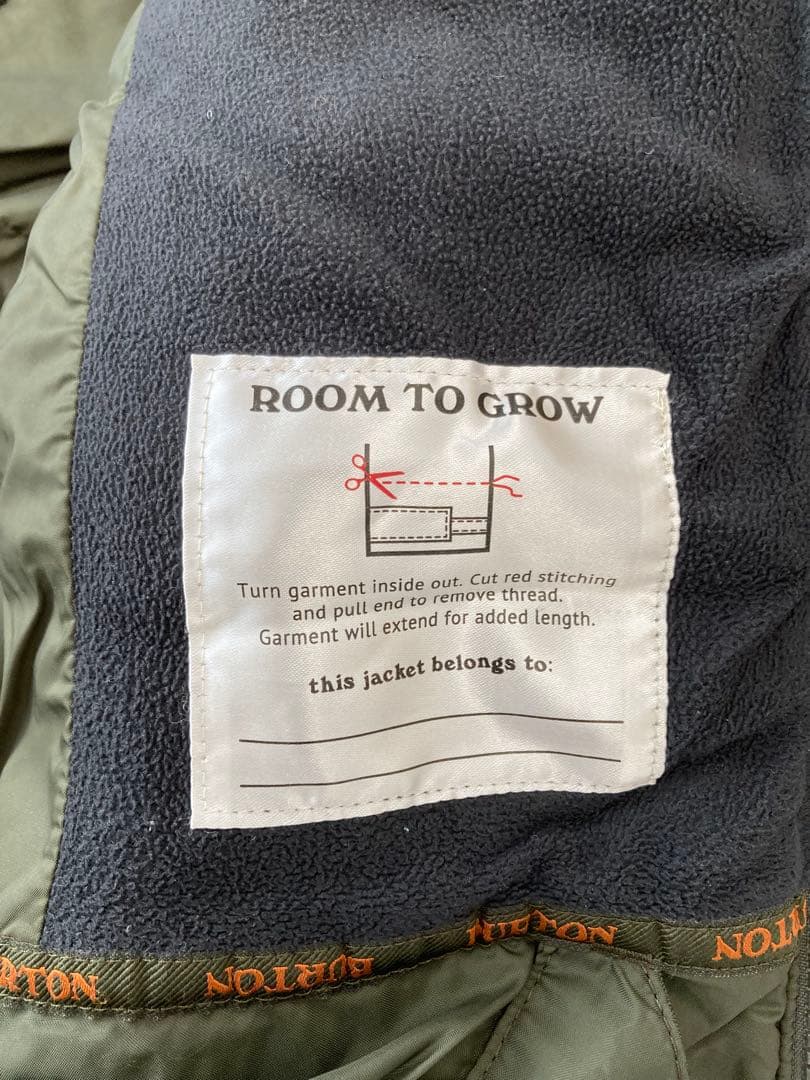 ROOM TO GROW
Turn garment inside out. Cut red stitching
and pull end to remove thread.
Garment will extend for added length.
this jacket belongs to:
RTON BURTON BURTON BURTON